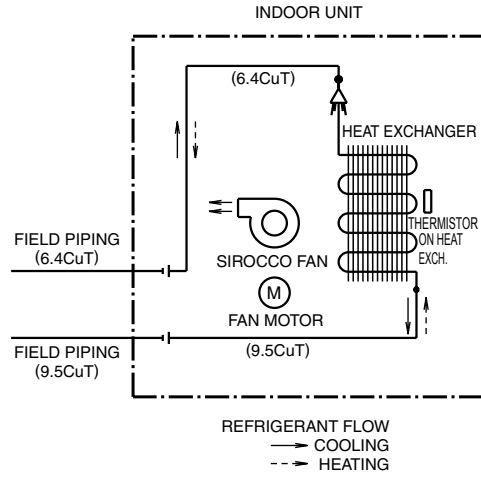 INDOOR UNIT
(6.4CuT)
HEAT EXCHANGER
THERMISTOR
ON HEAT
EXCH.
FIELD PIPING
(6.4CuT)
SIROCCO FAN
M
FAN MOTOR
FIELD PIPING
(9.5CuT)
(9.5CuT)
REFRIGERANT FLOW
COOLING
HEATING